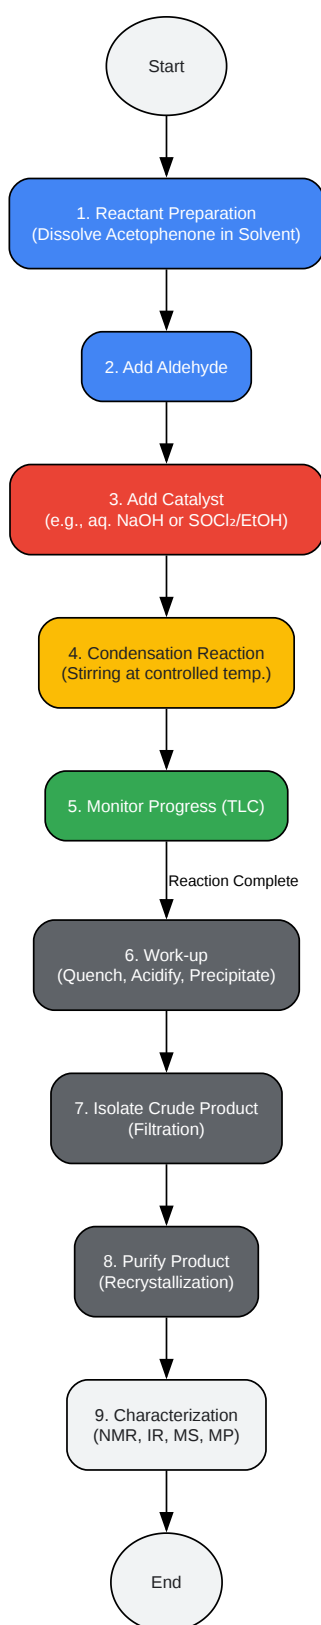 Start
1. Reactant Preparation
(Dissolve Acetophenone in Solvent)
2. Add Aldehyde
3. Add Catalyst
(e.g., aq. NaOH or SOCl₂/EtOH)
4. Condensation Reaction
(Stirring at controlled temp.)
5. Monitor Progress (TLC)
Reaction Complete
6. Work-up
(Quench, Acidify, Precipitate)
7. Isolate Crude Product
(Filtration)
8. Purify Product
(Recrystallization)
9. Characterization
(NMR, IR, MS, MP)
End